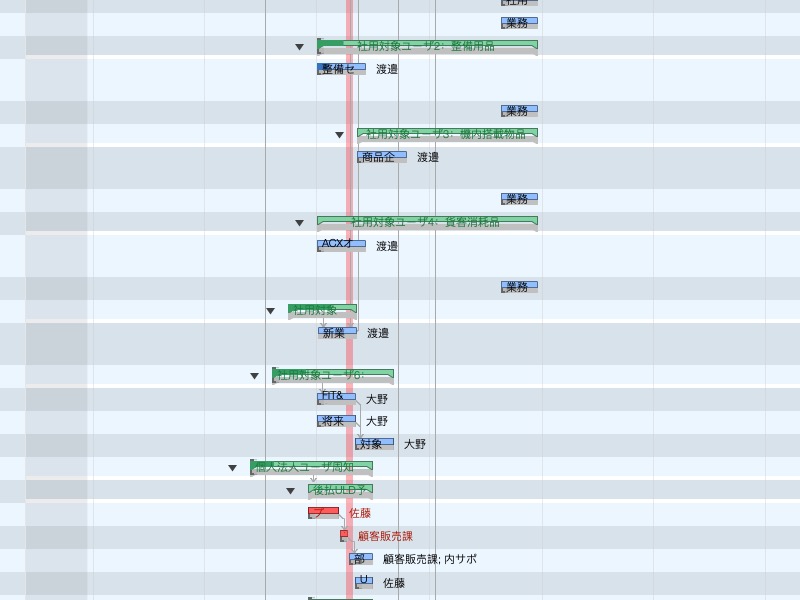 社用
業務
社用対象ユーザ2: 整備用品
整備セ 渡邉
業務
社用対象ユーザ3: 機内搭載物品
商品企 渡邉
業務
社用対象ユーザ4: 貨客消耗品
ACXオ 渡邉
業務
社用対象
新業 渡邉
社用対象ユーザ6:
FIT& 大野
将来 大野
対象 大野
個人法人ユーザ周知
後払ULD予
プ 佐藤
顧客販売課
部 顧客販売課; 内サポ
U 佐藤